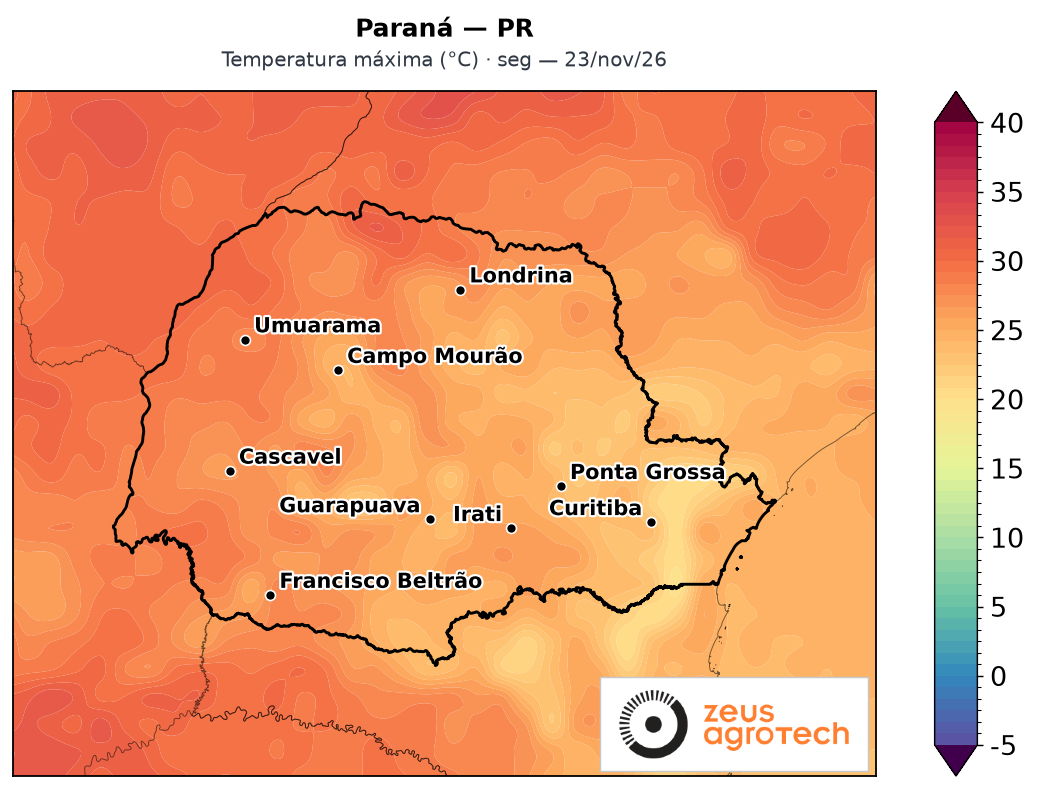 Paraná — PR
Temperatura máxima (°C) · seg — 23/nov/26
Londrina
Umuarama
Campo Mourão
Cascavel
Ponta Grossa
Guarapuava
Irati
Curitiba
Francisco Beltrão
zeus
agrotech
40
35
30
25
20
15
10
5
0
-5